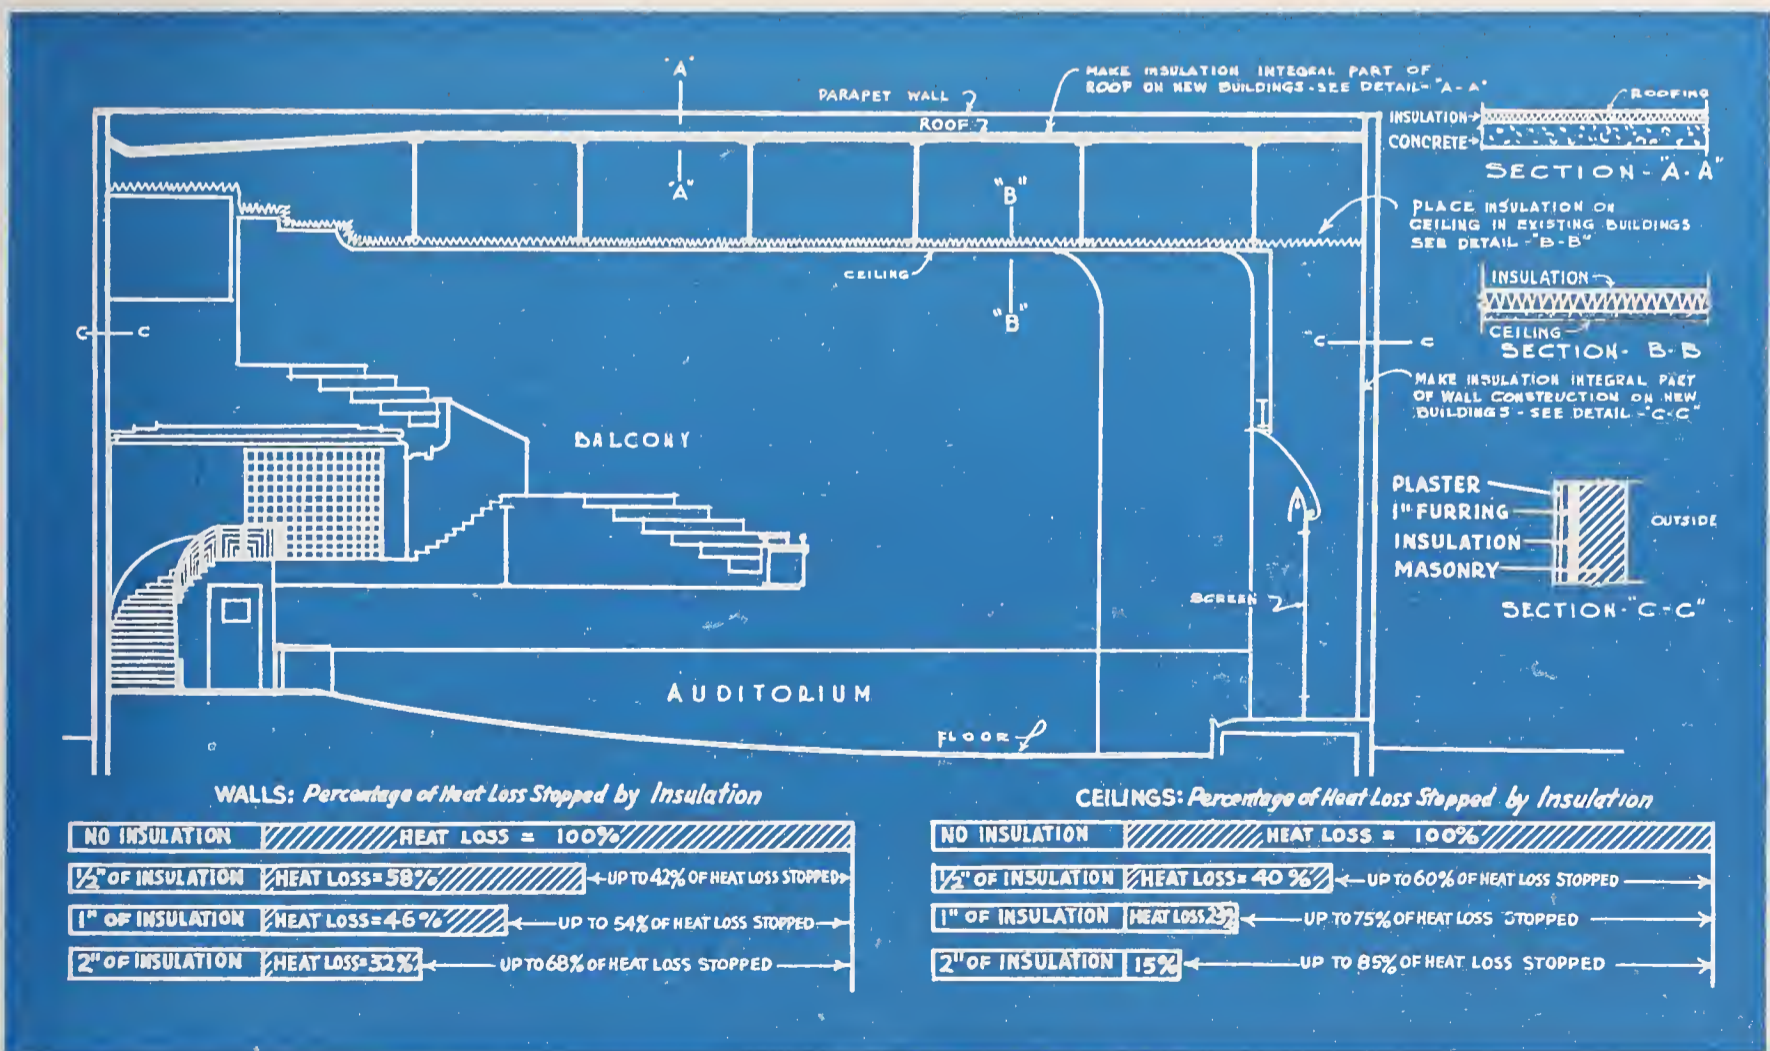 "A"
MAKE INSULATION INTEGRAL PART OF
ROOF ON NEW BUILDINGS - SEE DETAIL - "A-A"
PARAPET WALL
ROOF
"A"
"B"
CEILING
"B"
C C
C C
ROOFING
INSULATION
CONCRETE
SECTION - "A-A"
PLACE INSULATION ON
CEILING IN EXISTING BUILDINGS
SEE DETAIL - "B-B"
INSULATION
CEILING
SECTION - B-B
MAKE INSULATION INTEGRAL PART
OF WALL CONSTRUCTION ON NEW
BUILDINGS - SEE DETAIL - "C-C"
PLASTER
1" FURRING
INSULATION
MASONRY
OUTSIDE
SECTION - "C-C"
BALCONY
SCREEN
AUDITORIUM
FLOOR
WALLS: Percentage of Heat Loss Stopped by Insulation
NO INSULATION HEAT LOSS = 100%
1/2" OF INSULATION HEAT LOSS = 58% UP TO 42% OF HEAT LOSS STOPPED
1" OF INSULATION HEAT LOSS = 46% UP TO 54% OF HEAT LOSS STOPPED
2" OF INSULATION HEAT LOSS = 32% UP TO 68% OF HEAT LOSS STOPPED
CEILINGS: Percentage of Heat Loss Stopped by Insulation
NO INSULATION HEAT LOSS = 100%
1/2" OF INSULATION HEAT LOSS = 40% UP TO 60% OF HEAT LOSS STOPPED
1" OF INSULATION HEAT LOSS UP TO 75% OF HEAT LOSS STOPPED
2" OF INSULATION 15% UP TO 85% OF HEAT LOSS STOPPED